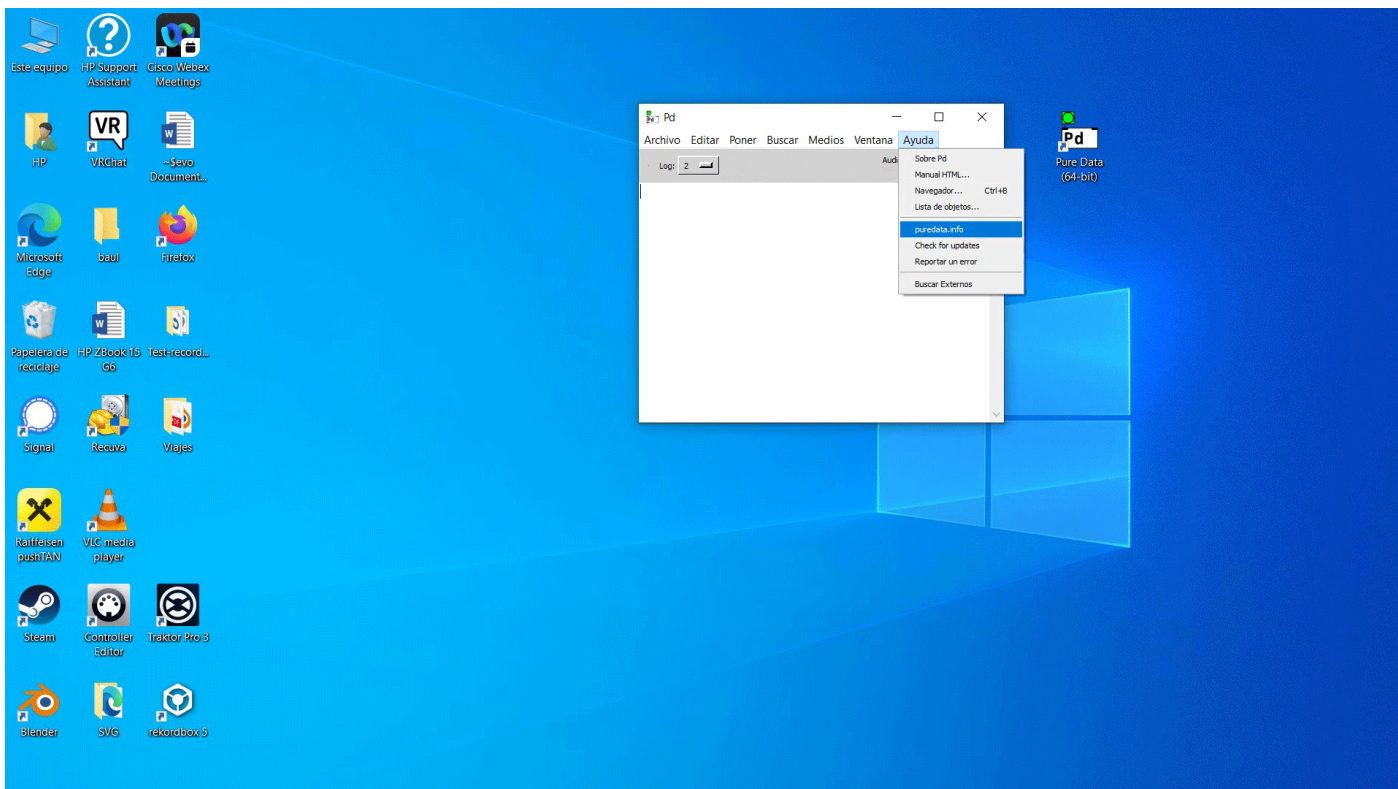 Este equipo
HP Support
Assistant
Cisco Webex
Meetings
HP
VR
VRChat
~$evo
Document...
Microsoft
Edge
baul
Firefox
Papelera de
reciclaje
HP ZBook 15
G6
Test-record...
Signal
Recuva
Viajes
Raiffeisen
pushTAN
VLC media
player
Steam
Controller
Editor
Traktor Pro 3
Blender
SVG
rekordbox 5
Pd
Archivo Editar Poner Buscar Medios Ventana Ayuda
Log: 2
Audi
Sobre Pd
Manual HTML...
Navegador... Ctrl+B
Lista de objetos...
puredata.info
Check for updates
Reportar un error
Buscar Externos
Pd
Pure Data
(64-bit)